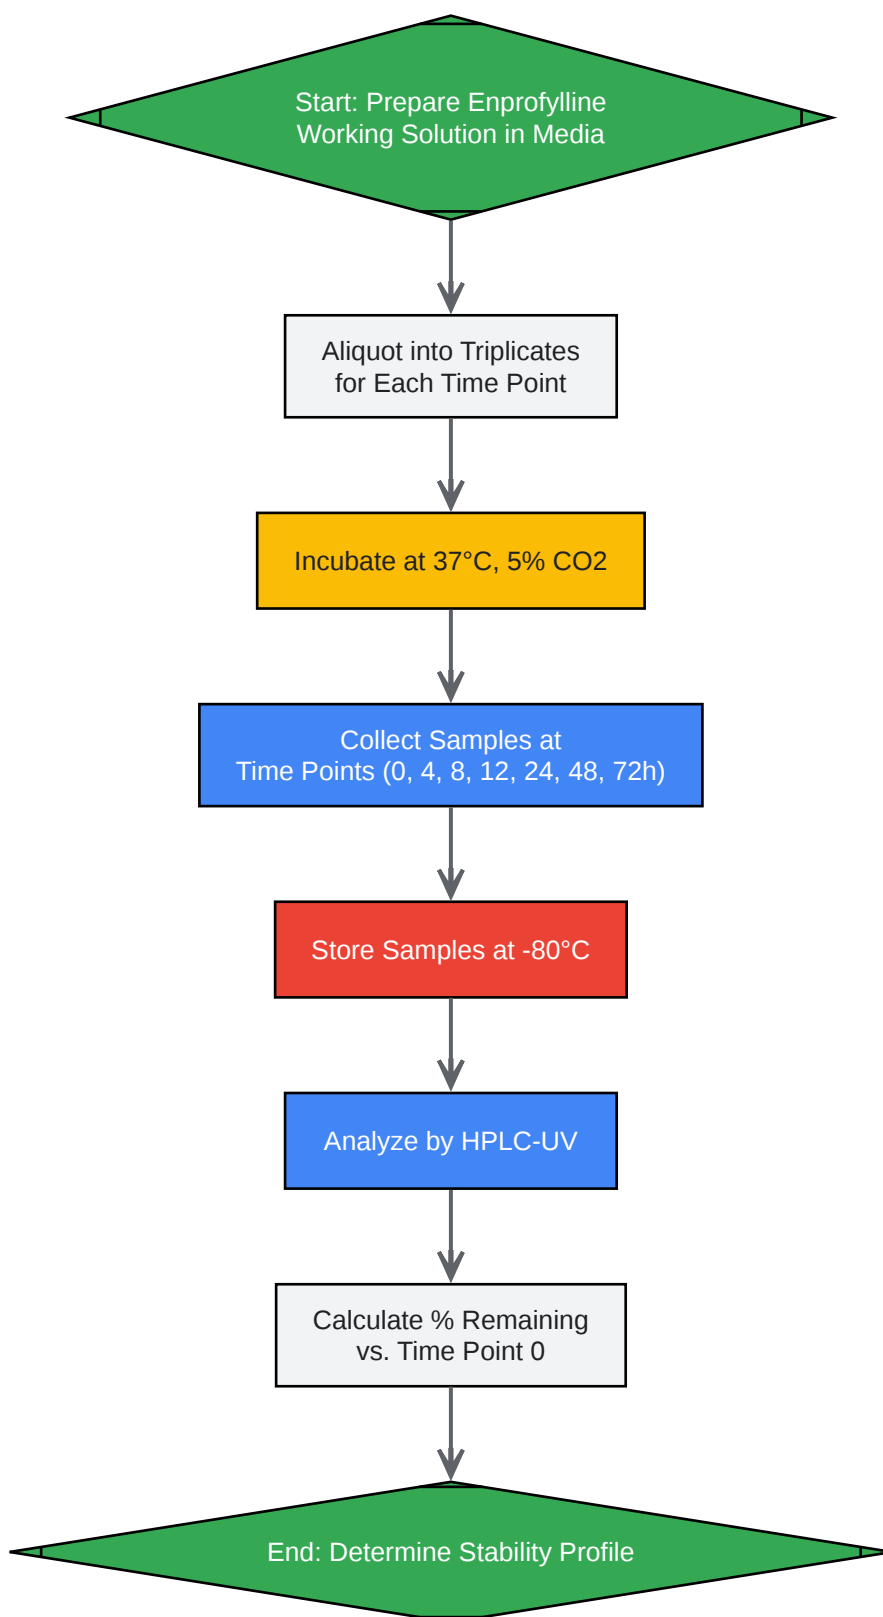 Start: Prepare Enprofylline
Working Solution in Media
Aliquot into Triplicates
for Each Time Point
Incubate at 37°C, 5% CO2
Collect Samples at
Time Points (0, 4, 8, 12, 24, 48, 72h)
Store Samples at -80°C
Analyze by HPLC-UV
Calculate % Remaining
vs. Time Point 0
End: Determine Stability Profile